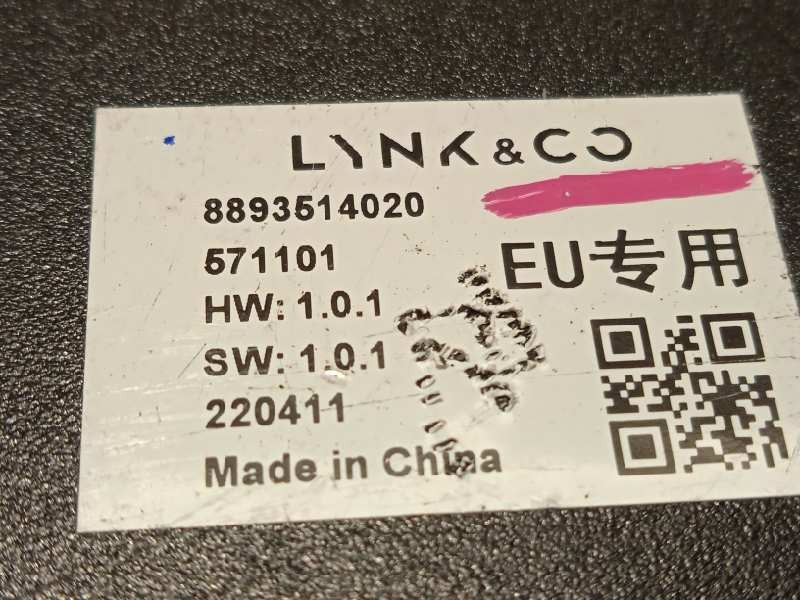 LYNK & CO
8893514020
571101
EU专用
HW: 1.0.1
SW: 1.0.1
220411
Made in China